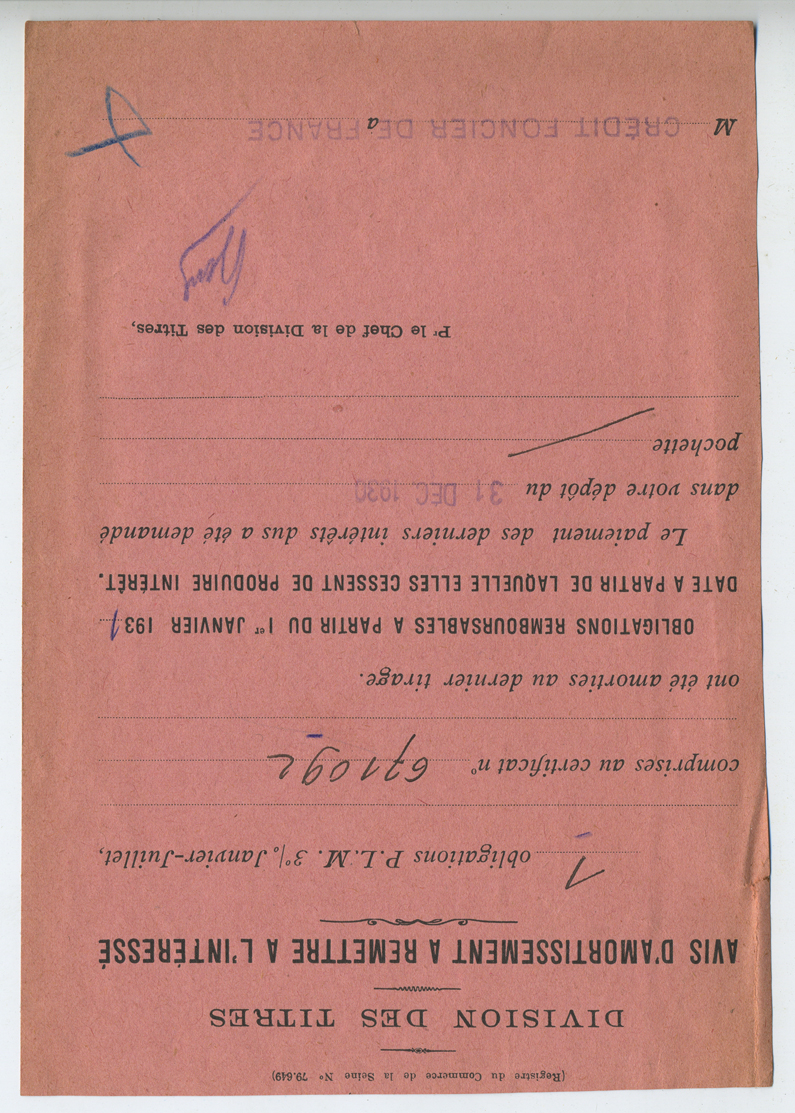 (Registre du Commerce de la Seine N° 79.649)
DIVISION DES TITRES
AVIS D'AMORTISSEMENT A REMETTRE A L'INTÉRESSÉ
1 obligations P.L.M. 3% Janvier-Juillet,
comprises au certificat n° 671092
ont été amorties au dernier tirage.
OBLIGATIONS REMBOURSABLES A PARTIR DU 1er JANVIER 1931
DATE A PARTIR DE LAQUELLE ELLES CESSENT DE PRODUIRE INTÉRÊT.
Le paiement des derniers intérêts dus a été demandé
dans votre dépôt du 31 DEC 1930
pochette
Pr le Chef de la Division des Titres,
M CRÉDIT FONCIER DE FRANCE a